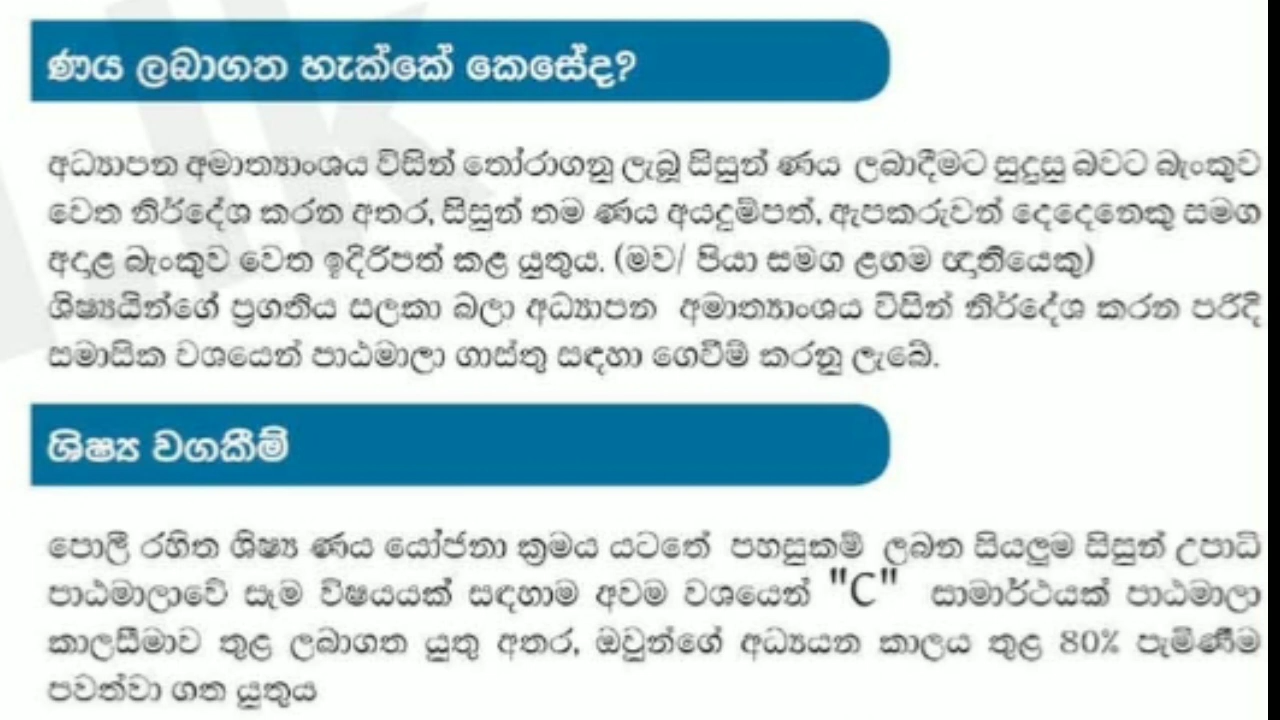 ණය ලබාගත හැක්කේ කෙසේද?
අධ්‍යාපන අමාත්‍යාංශය විසින් තෝරාගනු ලැබූ සිසුන් ණය ලබාදීමට සුදුසු බවට බැංකුව
වෙත නිර්දේශ කරන අතර, සිසුන් තම ණය අයදුම්පත්, ඇපකරුවන් දෙදෙනෙකු සමග
අදාළ බැංකුව වෙත ඉදිරිපත් කළ යුතුය. (මව/ පියා සමග ළඟම ඥාතියෙකු)
ශිෂ්‍යයින්ගේ ප්‍රගතිය සලකා බලා අධ්‍යාපන අමාත්‍යාංශය විසින් නිර්දේශ කරන පරිදි
සමාසික වශයෙන් පාඨමාලා ගාස්තු සඳහා ගෙවීම් කරනු ලැබේ.
ශිෂ්‍ය වගකීම්
පොලී රහිත ශිෂ්‍ය ණය යෝජනා ක්‍රමය යටතේ පහසුකම් ලබන සියලුම සිසුන් උපාධි
පාඨමාලාවේ සෑම විෂයයක් සඳහාම අවම වශයෙන් "C" සාමාර්ථයක් පාඨමාලා
කාලසීමාව තුළ ලබාගත යුතු අතර, ඔවුන්ගේ අධ්‍යයන කාලය තුළ 80% පැමිණීම
පවත්වා ගත යුතුය